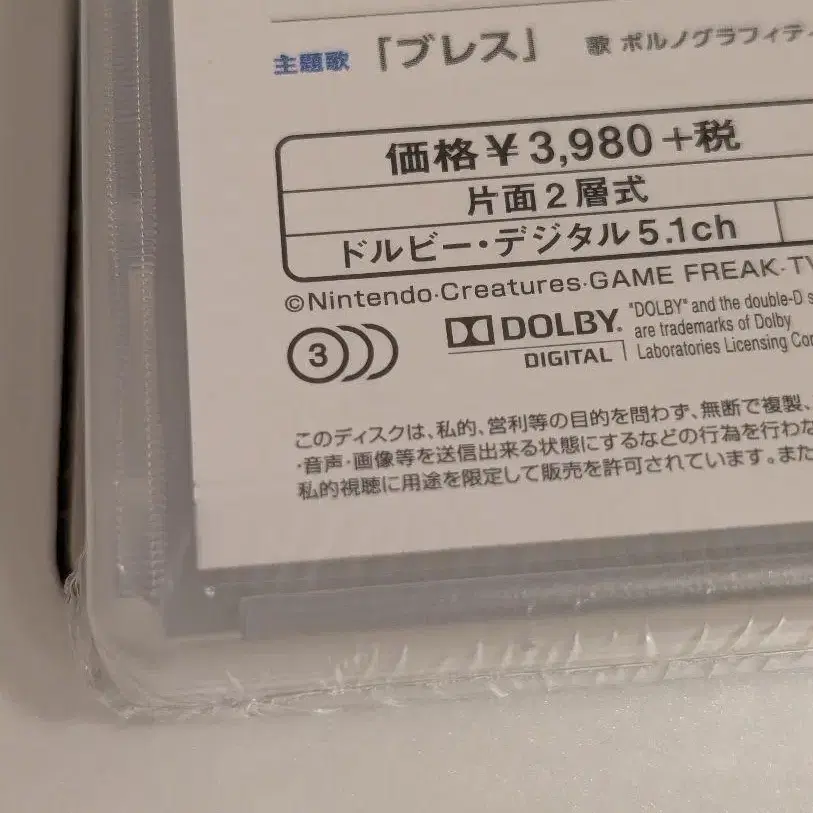 主題歌 「ブレス」 歌 ポルノグラフィティ
価格¥3,980+税
片面2層式
ドルビー・デジタル5.1ch
©Nintendo·Creatures·GAME FREAK·TV
3
DOLBY. DIGITAL
"DOLBY" and the double-D s
are trademarks of Dolby
Laboratories Licensing Cor
このディスクは、私的、営利等の目的を問わず、無断で複製、
・音声・画像等を送信出来る状態にするなどの行為を行わな
私的視聴に用途を限定して販売を許可されています。また